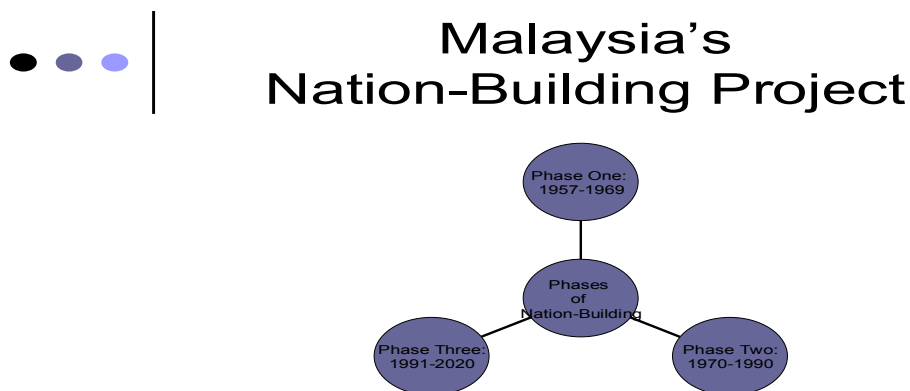 Malaysia’s
Nation-Building Project
Phase One:
1957-1969
Phases
of
Nation-Building
Phase Three:
1991-2020
Phase Two:
1970-1990